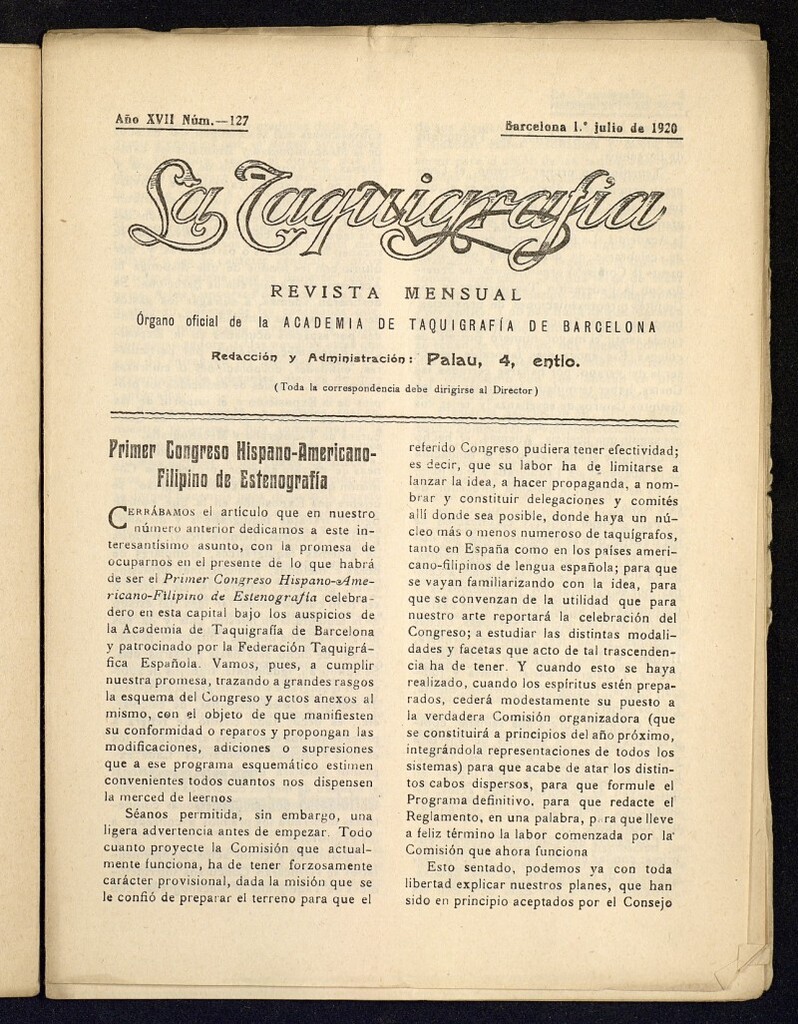 Año XVII Núm.—127
Barcelona 1.º julio de 1920
La Taquigrafía
REVISTA MENSUAL
Órgano oficial de la ACADEMIA DE TAQUIGRAFÍA DE BARCELONA
Redacción y Administración: Palau, 4, entlo.
(Toda la correspondencia debe dirigirse al Director)
Primer Congreso Hispano-Americano-
Filipino de Estenografía
CERRÁBAMOS el artículo que en nuestro
número anterior dedicamos a este in-
teresantísimo asunto, con la promesa de
ocuparnos en el presente de lo que habrá
de ser el Primer Congreso Hispano-Ame-
ricano-Filipino de Estenografía celebra-
dero en esta capital bajo los auspicios de
la Academia de Taquigrafía de Barcelona
y patrocinado por la Federación Taquigrá-
fica Española. Vamos, pues, a cumplir
nuestra promesa, trazando a grandes rasgos
la esquema del Congreso y actos anexos al
mismo, con el objeto de que manifiesten
su conformidad o reparos y propongan las
modificaciones, adiciones o supresiones
que a ese programa esquemático estimen
convenientes todos cuantos nos dispensen
la merced de leernos
Séanos permitida, sin embargo, una
ligera advertencia antes de empezar. Todo
cuanto proyecte la Comisión que actual-
mente funciona, ha de tener forzosamente
carácter provisional, dada la misión que se
le confió de preparar el terreno para que el
referido Congreso pudiera tener efectividad;
es decir, que su labor ha de limitarse a
lanzar la idea, a hacer propaganda, a nom-
brar y constituir delegaciones y comités
allí donde sea posible, donde haya un nú-
cleo más o menos numeroso de taquígrafos,
tanto en España como en los países ameri-
cano-filipinos de lengua española; para que
se vayan familiarizando con la idea, para
que se convenzan de la utilidad que para
nuestro arte reportará la celebración del
Congreso; a estudiar las distintas modali-
dades y facetas que acto de tal trascenden-
cia ha de tener. Y cuando esto se haya
realizado, cuando los espíritus estén prepa-
rados, cederá modestamente su puesto a
la verdadera Comisión organizadora (que
se constituirá a principios del año próximo,
integrándola representaciones de todos los
sistemas) para que acabe de atar los distin-
tos cabos dispersos, para que formule el
Programa definitivo, para que redacte el
Reglamento, en una palabra, para que lleve
a feliz término la labor comenzada por la
Comisión que ahora funciona
Esto sentado, podemos ya con toda
libertad explicar nuestros planes, que han
sido en principio aceptados por el Consejo